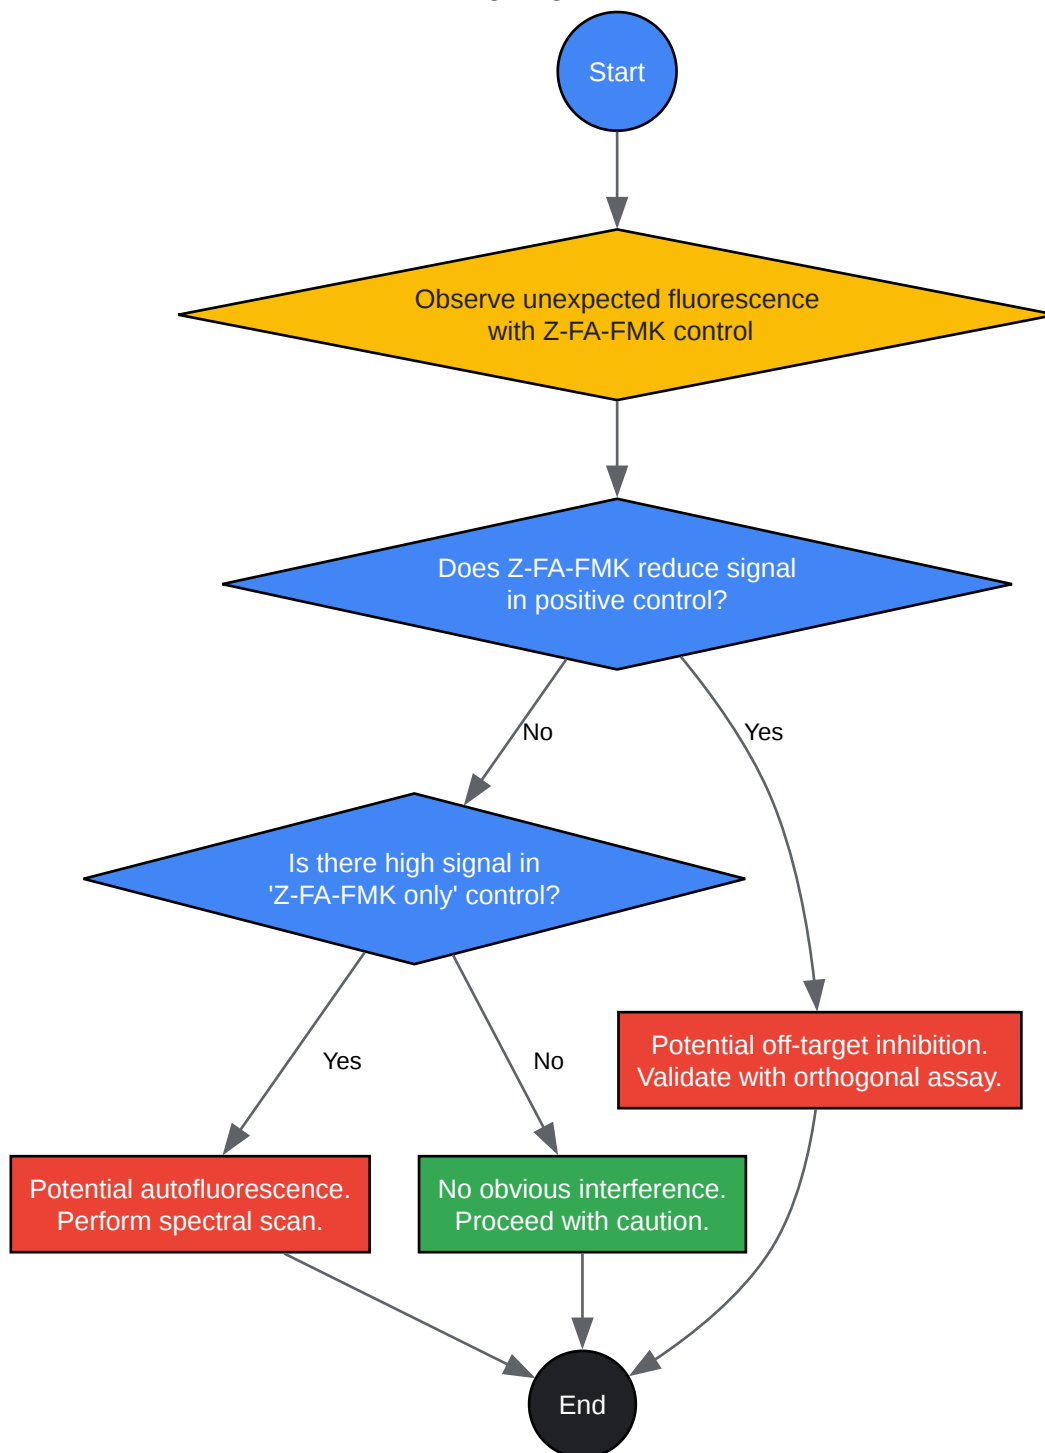 Start
Observe unexpected fluorescence
with Z-FA-FMK control
Does Z-FA-FMK reduce signal
in positive control?
No
Yes
Is there high signal in
'Z-FA-FMK only' control?
Potential off-target inhibition.
Validate with orthogonal assay.
Yes
No
Potential autofluorescence.
Perform spectral scan.
No obvious interference.
Proceed with caution.
End